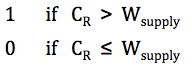 1 if C_R > W_supply
0 if C_R ≤ W_supply